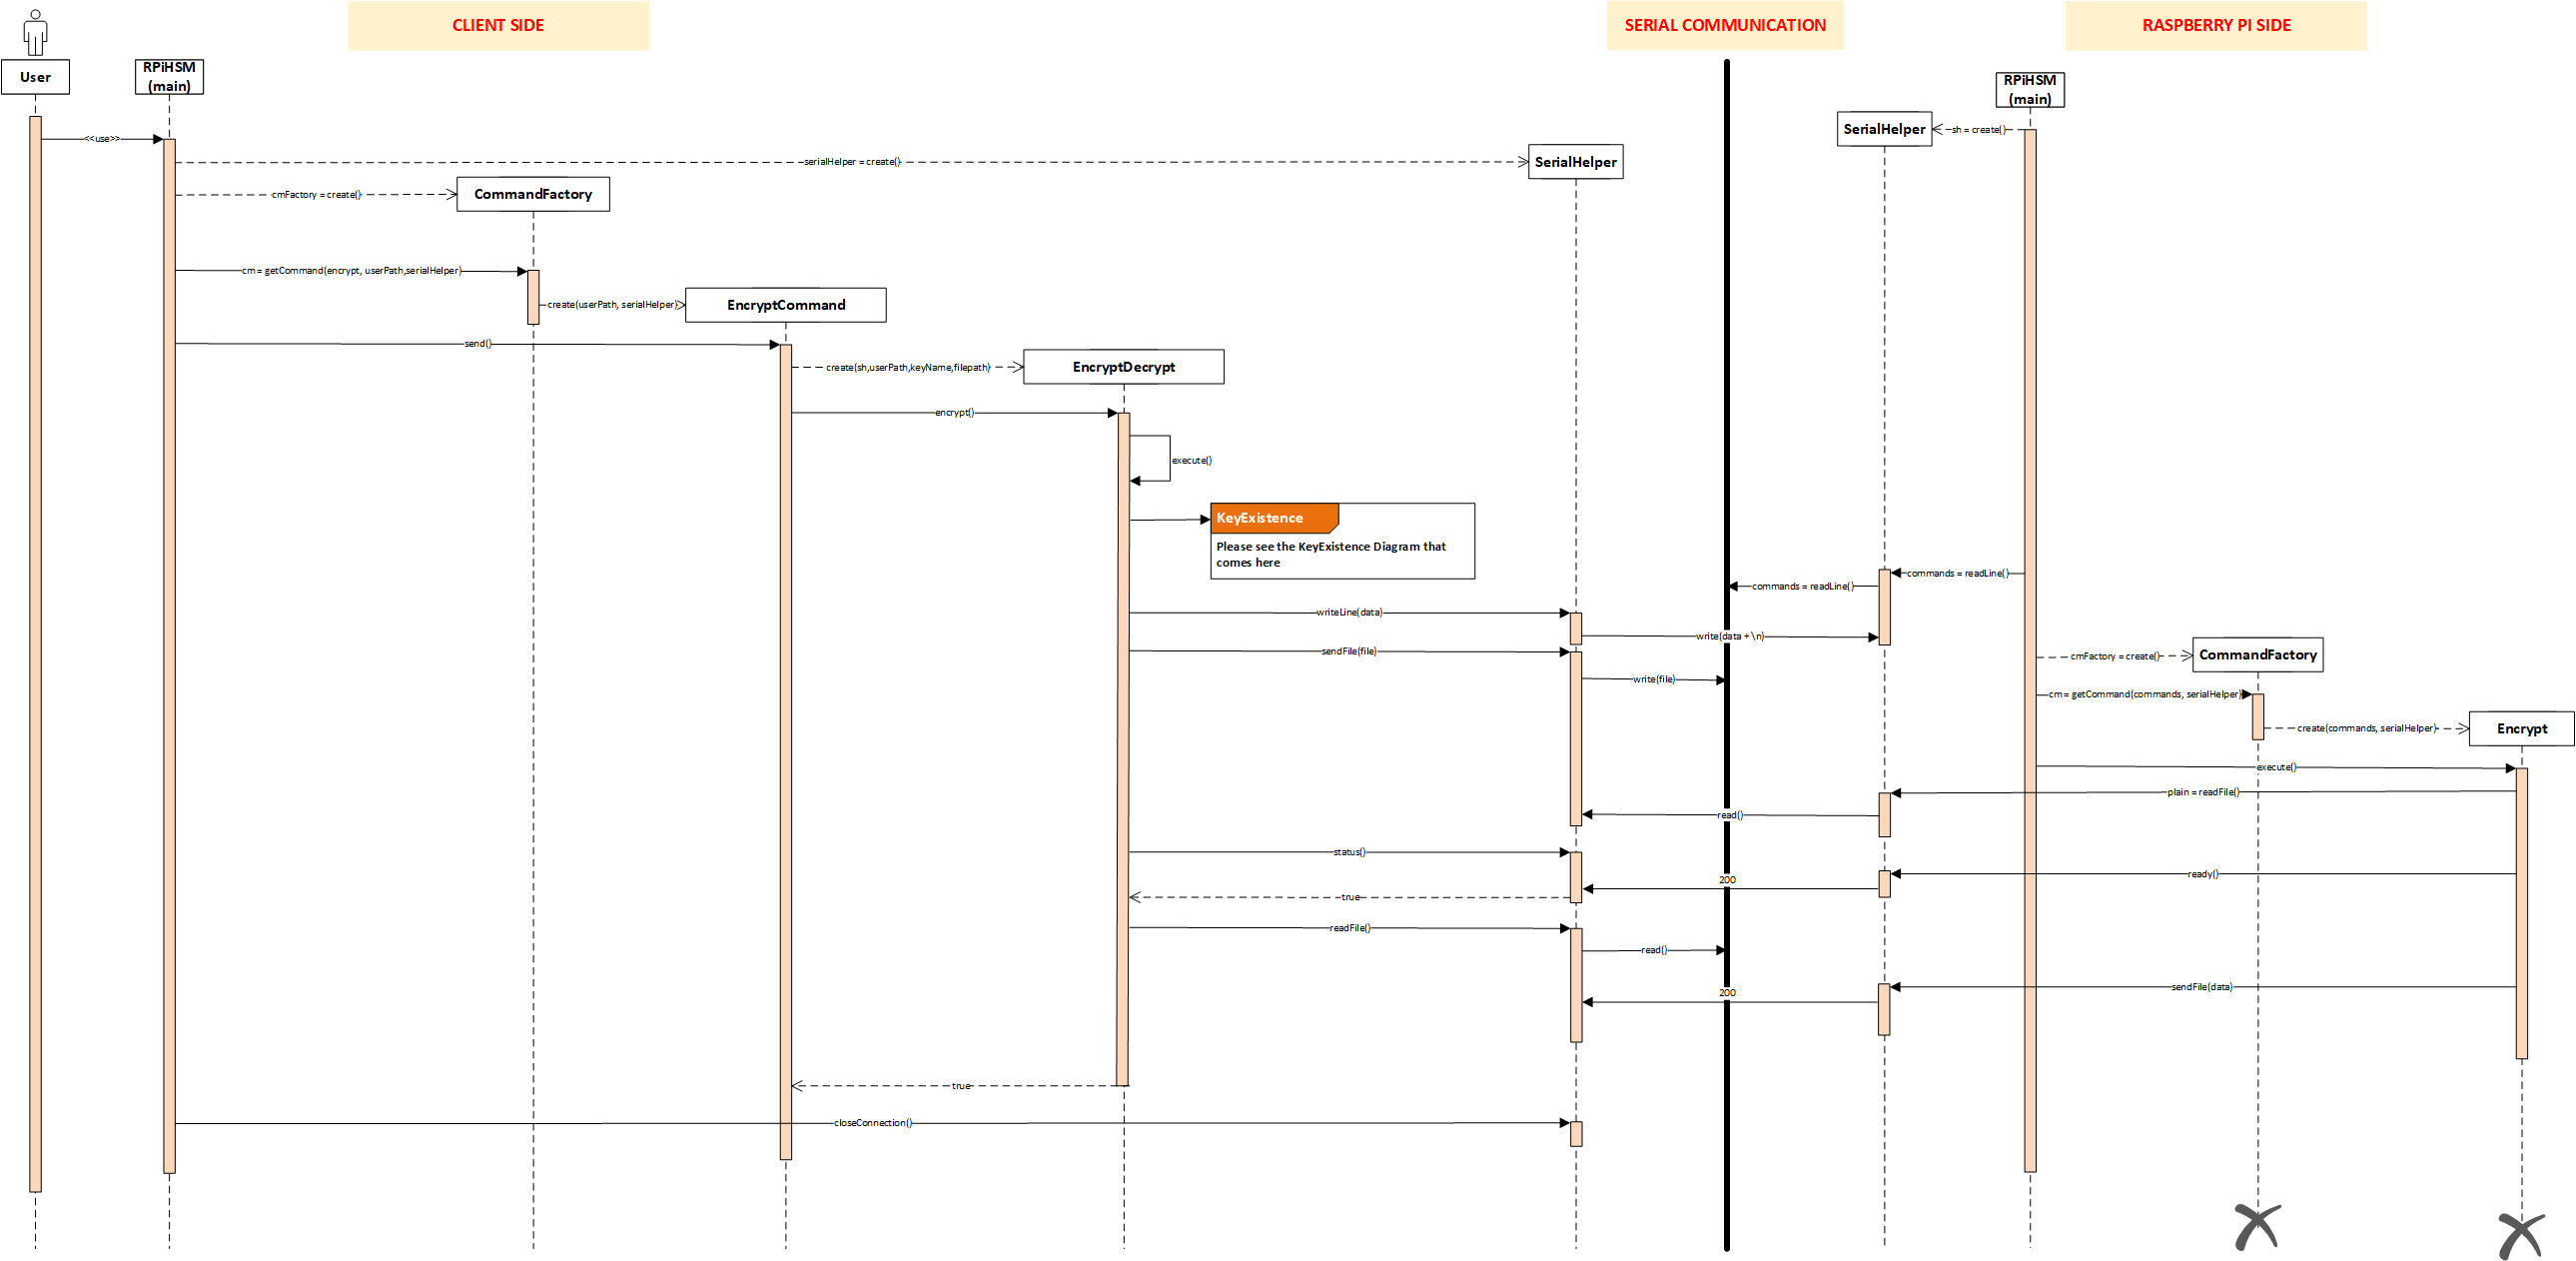 CLIENT SIDE
SERIAL COMMUNICATION
RASPBERRY PI SIDE
User
RPiHSM
(main)
RPiHSM
(main)
SerialHelper
sh = create()
<<use>>
serialHelper = create()
SerialHelper
cmFactory = create()
CommandFactory
cm = getCommand(encrypt, userPath,serialHelper)
create(userPath, serialHelper)
EncryptCommand
send()
create(sh,userPath,keyName,filepath)
EncryptDecrypt
encrypt()
execute()
KeyExistence
Please see the KeyExistence Diagram that
comes here
commands = readLine()
commands = readLine()
writeLine(data)
write(data + \n)
sendFile(file)
cmFactory = create()
CommandFactory
write(file)
cm = getCommand(commands, serialHelper)
create(commands, serialHelper)
Encrypt
execute()
plain = readFile()
read()
status()
ready()
200
true
readFile()
read()
sendFile(data)
200
true
closeConnection()